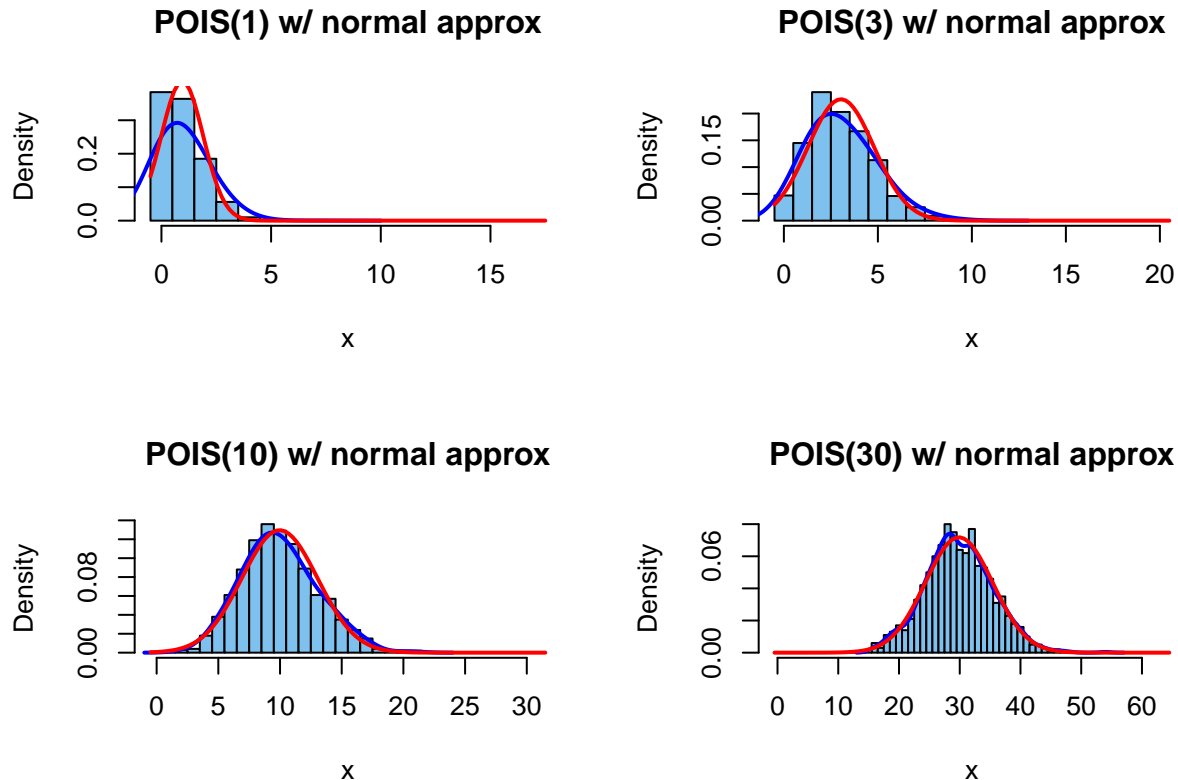 POIS(1) w/ normal approx
Density
0.0 0.2
0 5 10 15
x
POIS(3) w/ normal approx
Density
0.00 0.15
0 5 10 15 20
x
POIS(10) w/ normal approx
Density
0.00 0.08
0 5 10 15 20 25 30
x
POIS(30) w/ normal approx
Density
0.00 0.06
0 10 20 30 40 50 60
x